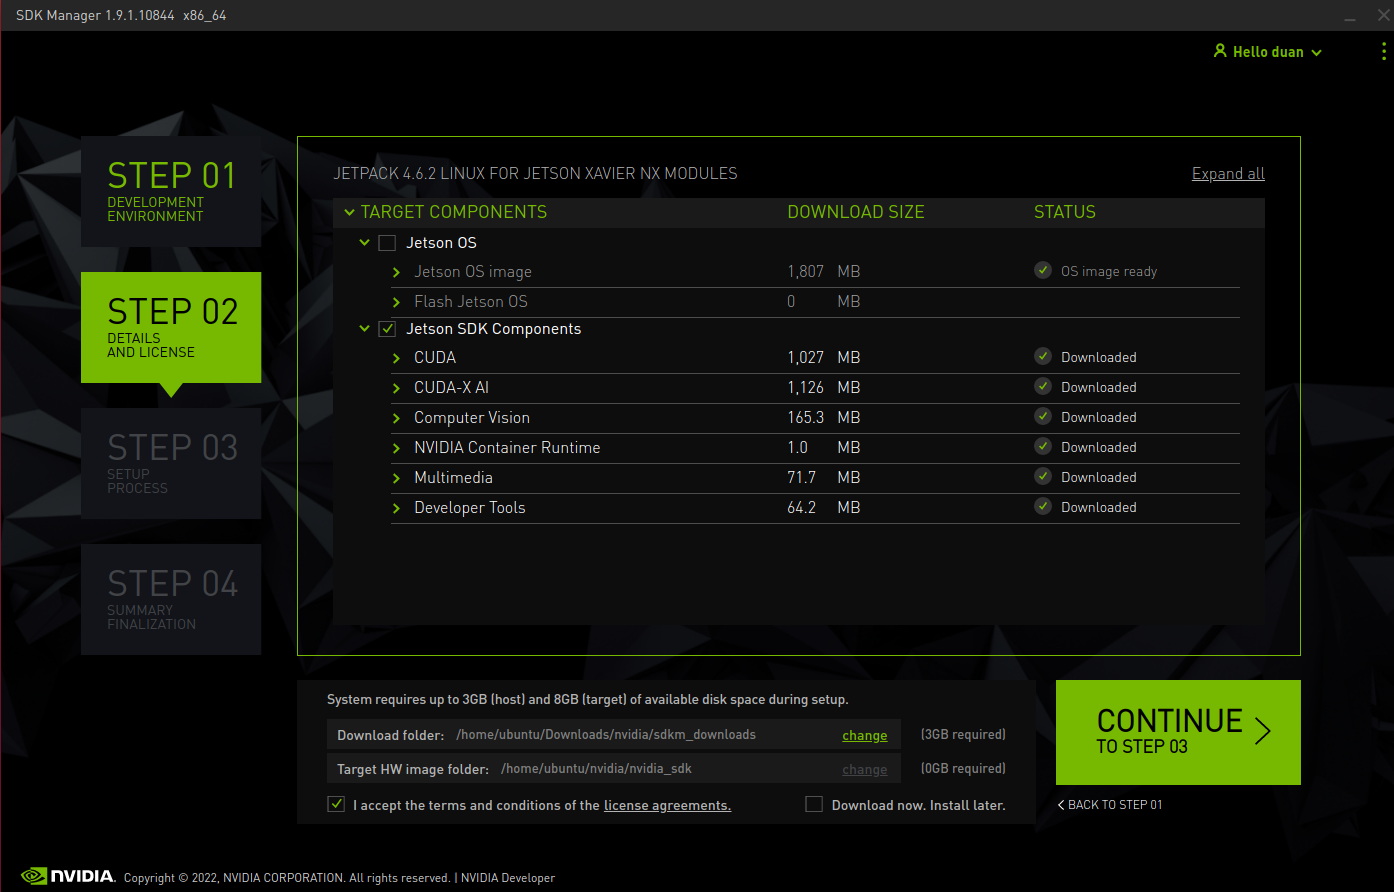 SDK Manager 1.9.1.10844 x86_64
Hello duan
STEP 01
DEVELOPMENT
ENVIRONMENT
STEP 02
DETAILS
AND LICENSE
STEP 03
SETUP
PROCESS
STEP 04
SUMMARY
FINALIZATION
JETPACK 4.6.2 LINUX FOR JETSON XAVIER NX MODULES Expand all
TARGET COMPONENTS DOWNLOAD SIZE STATUS
Jetson OS
Jetson OS image 1,807 MB OS image ready
Flash Jetson OS 0 MB
Jetson SDK Components
CUDA 1,027 MB Downloaded
CUDA-X AI 1,126 MB Downloaded
Computer Vision 165.3 MB Downloaded
NVIDIA Container Runtime 1.0 MB Downloaded
Multimedia 71.7 MB Downloaded
Developer Tools 64.2 MB Downloaded
System requires up to 3GB (host) and 8GB (target) of available disk space during setup.
Download folder: /home/ubuntu/Downloads/nvidia/sdkm_downloads change (3GB required)
Target HW image folder: /home/ubuntu/nvidia/nvidia_sdk change (0GB required)
I accept the terms and conditions of the license agreements. Download now. Install later.
CONTINUE
TO STEP 03
BACK TO STEP 01
NVIDIA. Copyright © 2022, NVIDIA CORPORATION. All rights reserved. | NVIDIA Developer